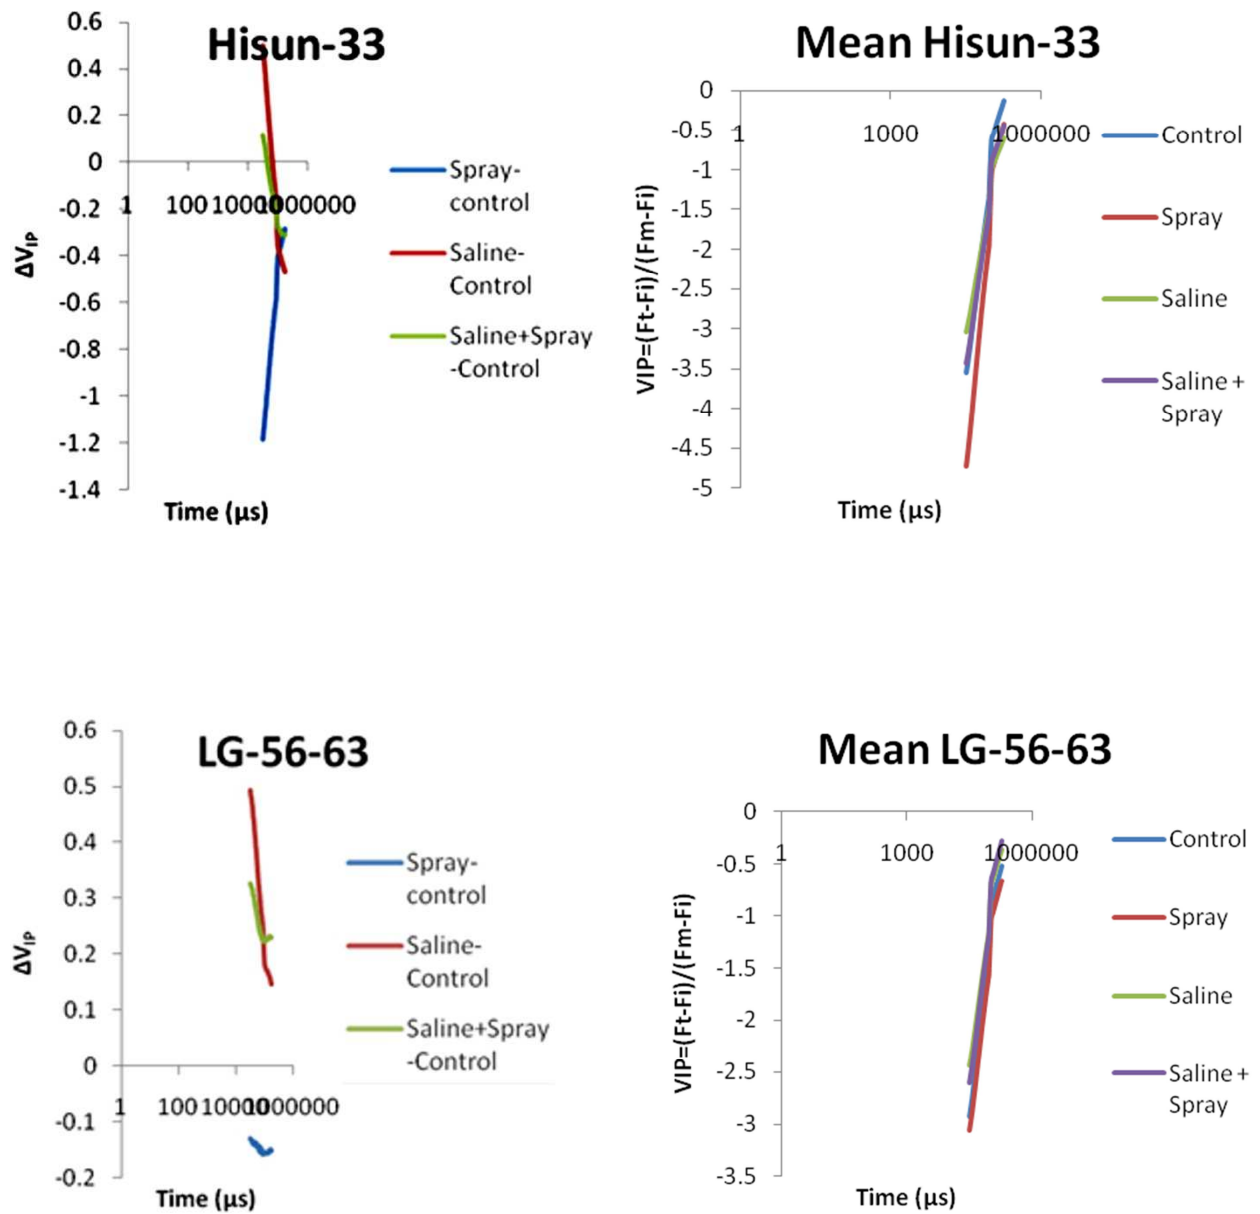 Hisun-33
0.6
0.4
0.2
0
-0.2
-0.4
-0.6
-0.8
-1
-1.2
-1.4
1 100 10000 1000000
ΔVIP
Time (µs)
Spray-
control
Saline-
Control
Saline+Spray
-Control
Mean Hisun-33
0
-0.5
-1
-1.5
-2
-2.5
-3
-3.5
-4
-4.5
-5
1 1000 1000000
VIP=(Ft-Fi)/(Fm-Fi)
Time (µs)
Control
Spray
Saline
Saline +
Spray
LG-56-63
0.6
0.5
0.4
0.3
0.2
0.1
0
-0.1
-0.2
1 100 10000 1000000
ΔVIP
Time (µs)
Spray-
control
Saline-
Control
Saline+Spray
-Control
Mean LG-56-63
0
-0.5
-1
-1.5
-2
-2.5
-3
-3.5
1 1000 1000000
VIP=(Ft-Fi)/(Fm-Fi)
Time (µs)
Control
Spray
Saline
Saline +
Spray